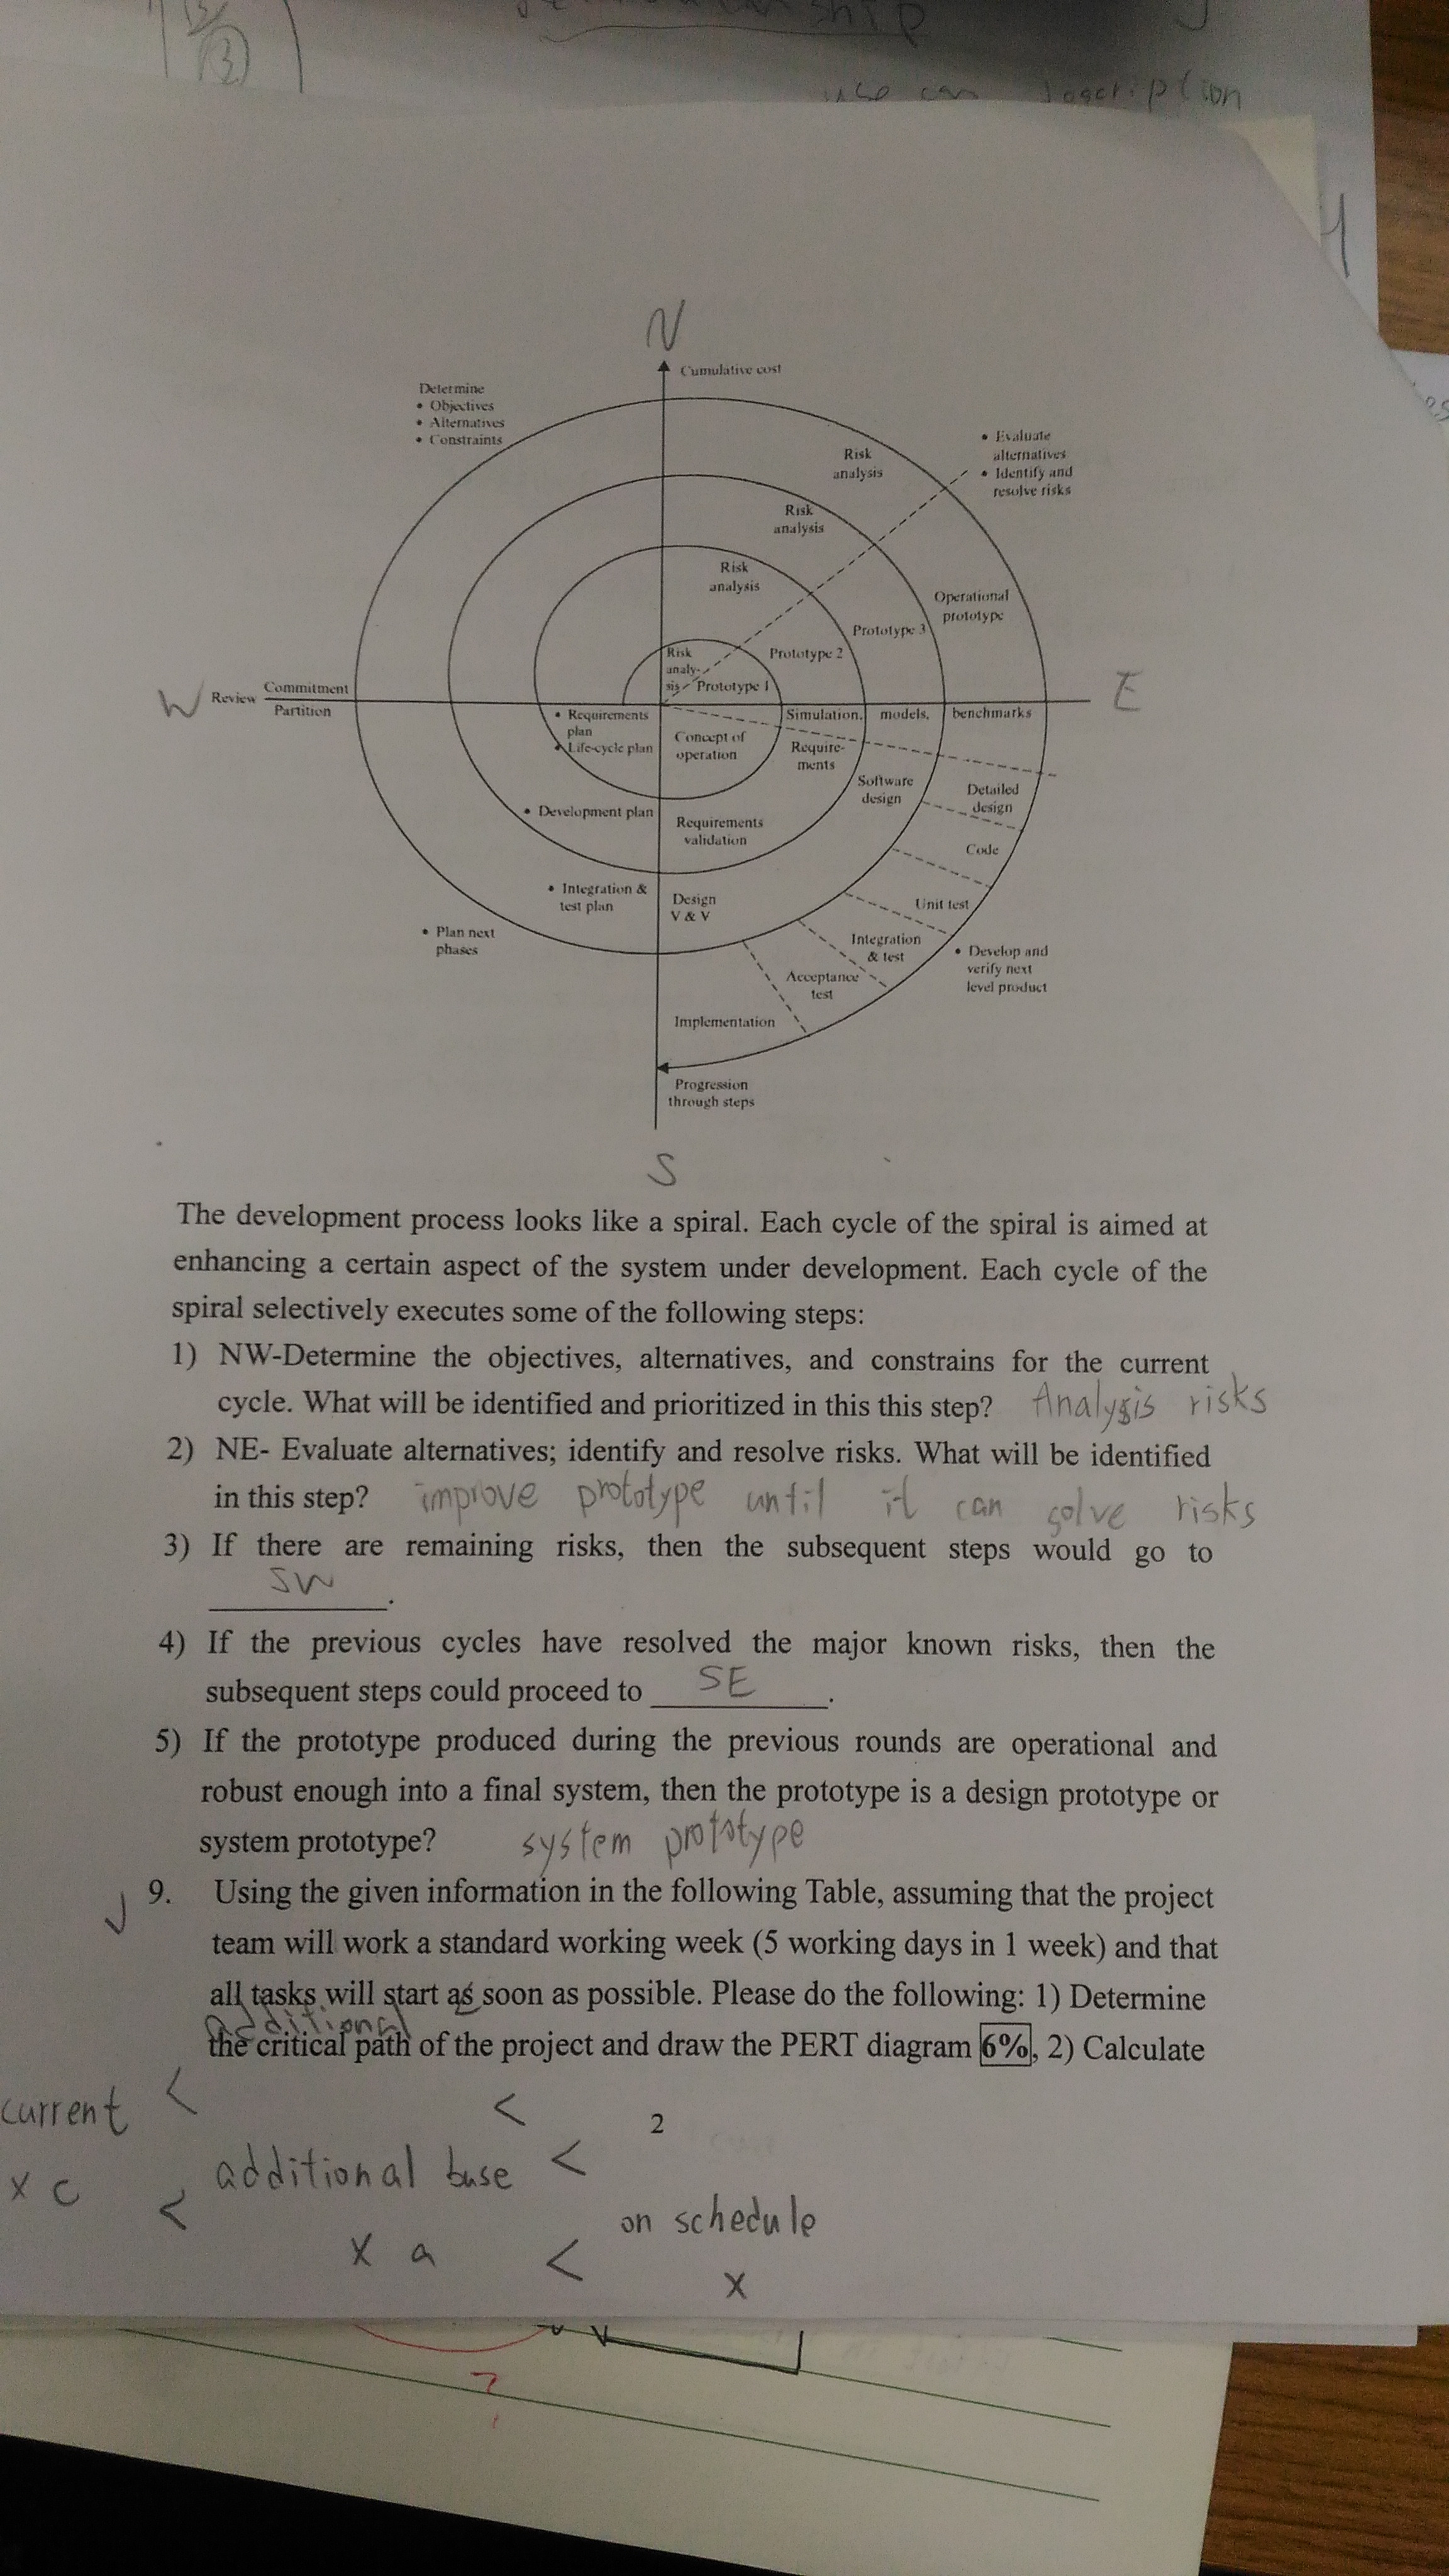 ship
use can
N
Cumulative cost
Determine
• Objectives
• Alternatives
• Constraints
• Evaluate
alternatives
• Identify and
resolve risks
Risk
analysis
Risk
analysis
Risk
analysis
Operational
prototype
Prototype 3
Prototype 2
Risk
analy-
sis
Prototype 1
W
Review
Commitment
Partition
E
• Requirements
plan
• Life-cycle plan
Concept of
operation
Simulation, models, benchmarks
Require-
ments
Software
design
Detailed
design
• Development plan
Requirements
validation
Code
• Integration &
test plan
Design
V & V
Unit test
• Plan next
phases
Integration
& test
• Develop and
verify next
level product
Acceptance
test
Implementation
Progression
through steps
S
The development process looks like a spiral. Each cycle of the spiral is aimed at
enhancing a certain aspect of the system under development. Each cycle of the
spiral selectively executes some of the following steps:
1) NW-Determine the objectives, alternatives, and constrains for the current
cycle. What will be identified and prioritized in this this step? Analysis risks
2) NE- Evaluate alternatives; identify and resolve risks. What will be identified
in this step? improve prototype until it can solve risks
3) If there are remaining risks, then the subsequent steps would go to
SW.
4) If the previous cycles have resolved the major known risks, then the
subsequent steps could proceed to SE.
5) If the prototype produced during the previous rounds are operational and
robust enough into a final system, then the prototype is a design prototype or
system prototype? system prototype
9. Using the given information in the following Table, assuming that the project
team will work a standard working week (5 working days in 1 week) and that
all tasks will start as soon as possible. Please do the following: 1) Determine
additional
the critical path of the project and draw the PERT diagram 6%, 2) Calculate
current < <
2
additional base <
x c <
on schedule
x a <
x